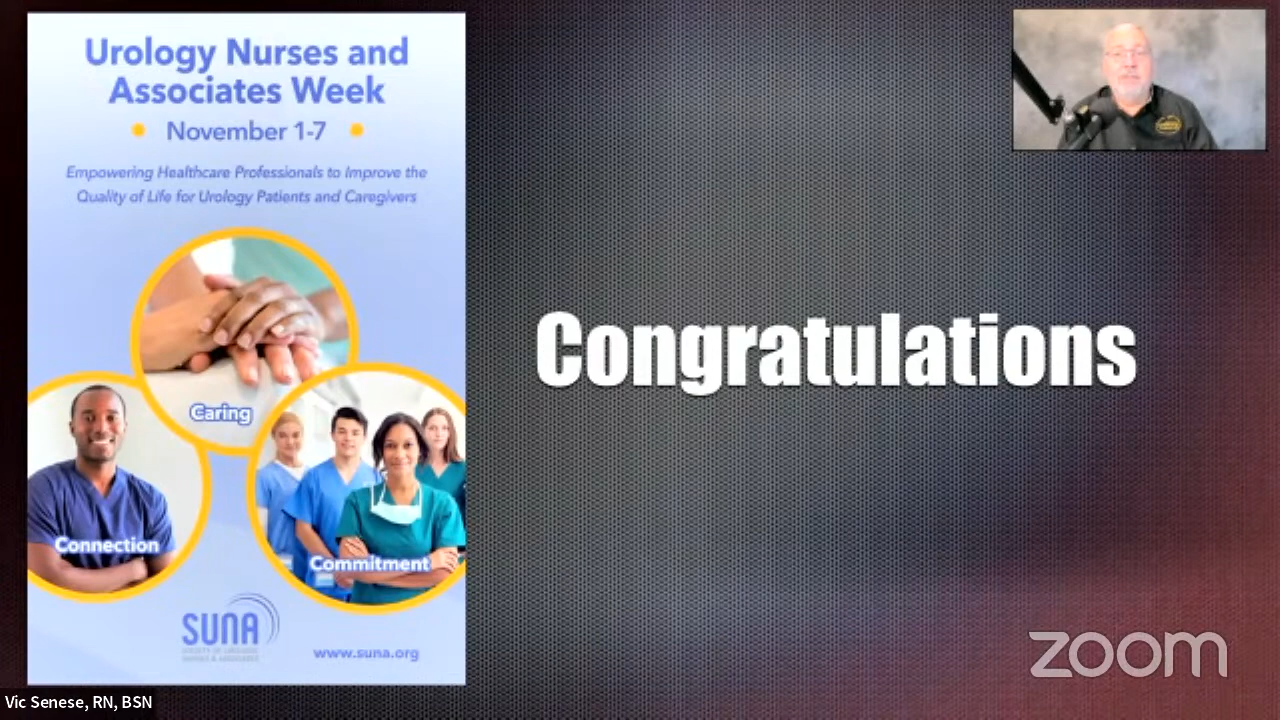 Urology Nurses and
Associates Week
November 1-7
Empowering Healthcare Professionals to Improve the
Quality of Life for Urology Patients and Caregivers
Caring
Connection
Commitment
SUNA
www.suna.org
Congratulations
zoom
Vic Senese, RN, BSN